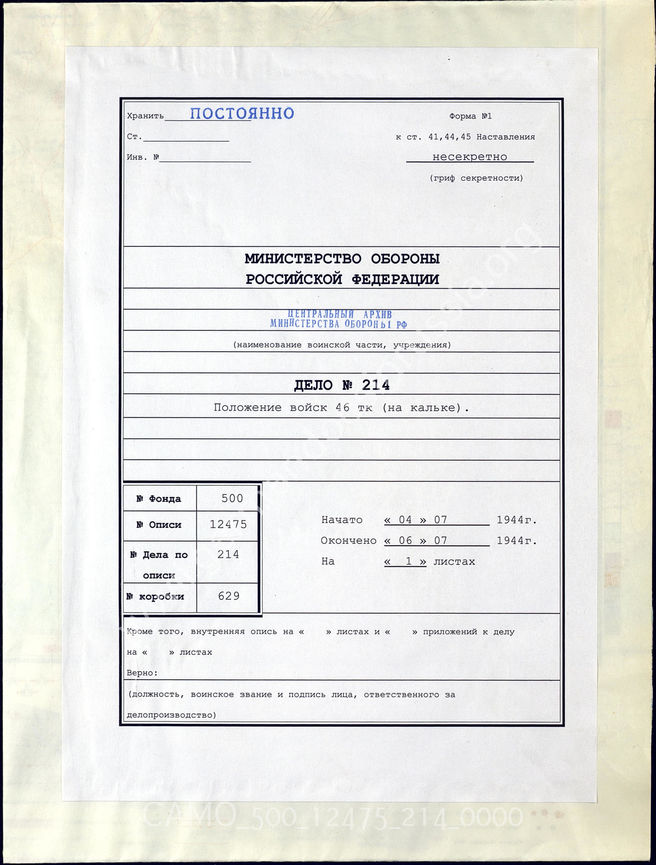 Хранить ПОСТОЯННО
Форма №1
Ст.
к ст. 41,44,45 Наставления
Инв. №
несекретно
(гриф секретности)
МИНИСТЕРСТВО ОБОРОНЫ
РОССИЙСКОЙ ФЕДЕРАЦИИ
ЦЕНТРАЛЬНЫЙ АРХИВ
МИНИСТЕРСТВА ОБОРОНЫ РФ
(наименование воинской части, учреждения)
ДЕЛО № 214
Положение войск 46 тк (на кальке).
№ Фонда 500
№ Описи 12475
№ Дела по описи 214
№ коробки 629
Начато « 04 » 07 1944г.
Окончено « 06 » 07 1944г.
На « 1 » листах
Кроме того, внутренняя опись на « » листах и « » приложений к делу
на « » листах
Верно:
(должность, воинское звание и подпись лица, ответственного за
делопроизводство)
CAMO_500_12475_214_0000